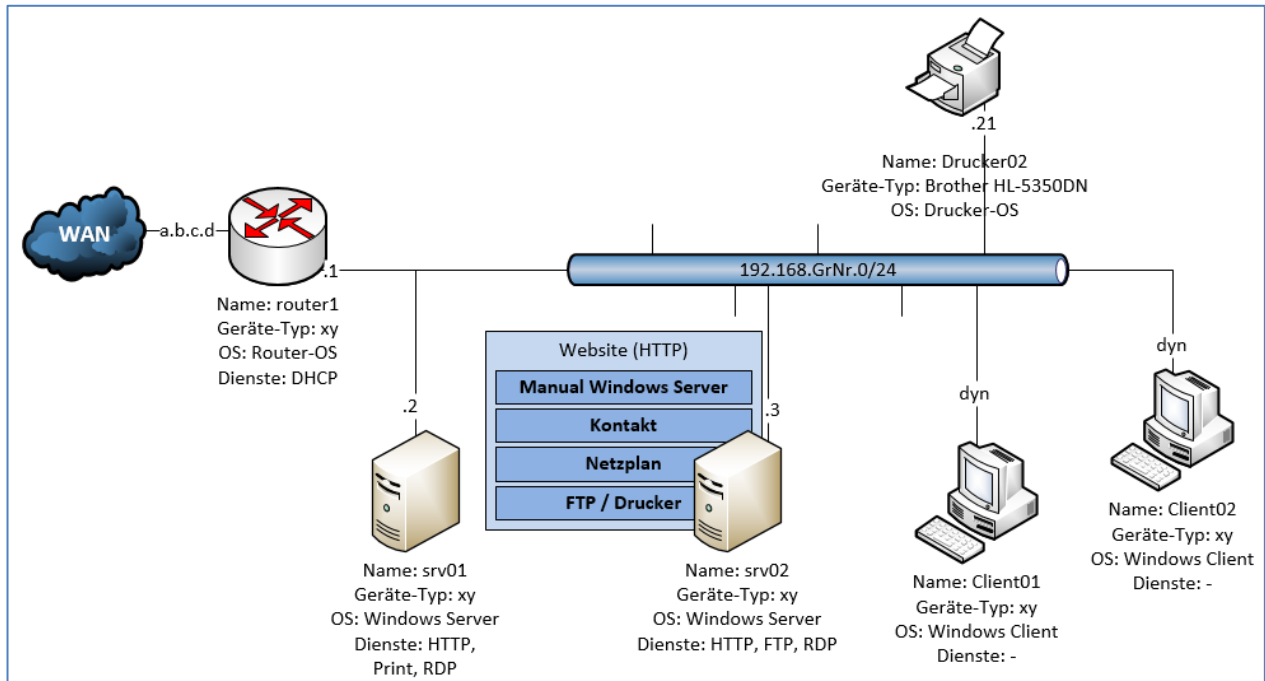 .21
Name: Drucker02
Geräte-Typ: Brother HL-5350DN
OS: Drucker-OS
WAN
a.b.c.d
.1
Name: router1
Geräte-Typ: xy
OS: Router-OS
Dienste: DHCP
192.168.GrNr.0/24
Website (HTTP)
Manual Windows Server
Kontakt
Netzplan
FTP / Drucker
.2
Name: srv01
Geräte-Typ: xy
OS: Windows Server
Dienste: HTTP,
Print, RDP
.3
Name: srv02
Geräte-Typ: xy
OS: Windows Server
Dienste: HTTP, FTP, RDP
dyn
Name: Client01
Geräte-Typ: xy
OS: Windows Client
Dienste: -
dyn
Name: Client02
Geräte-Typ: xy
OS: Windows Client
Dienste: -